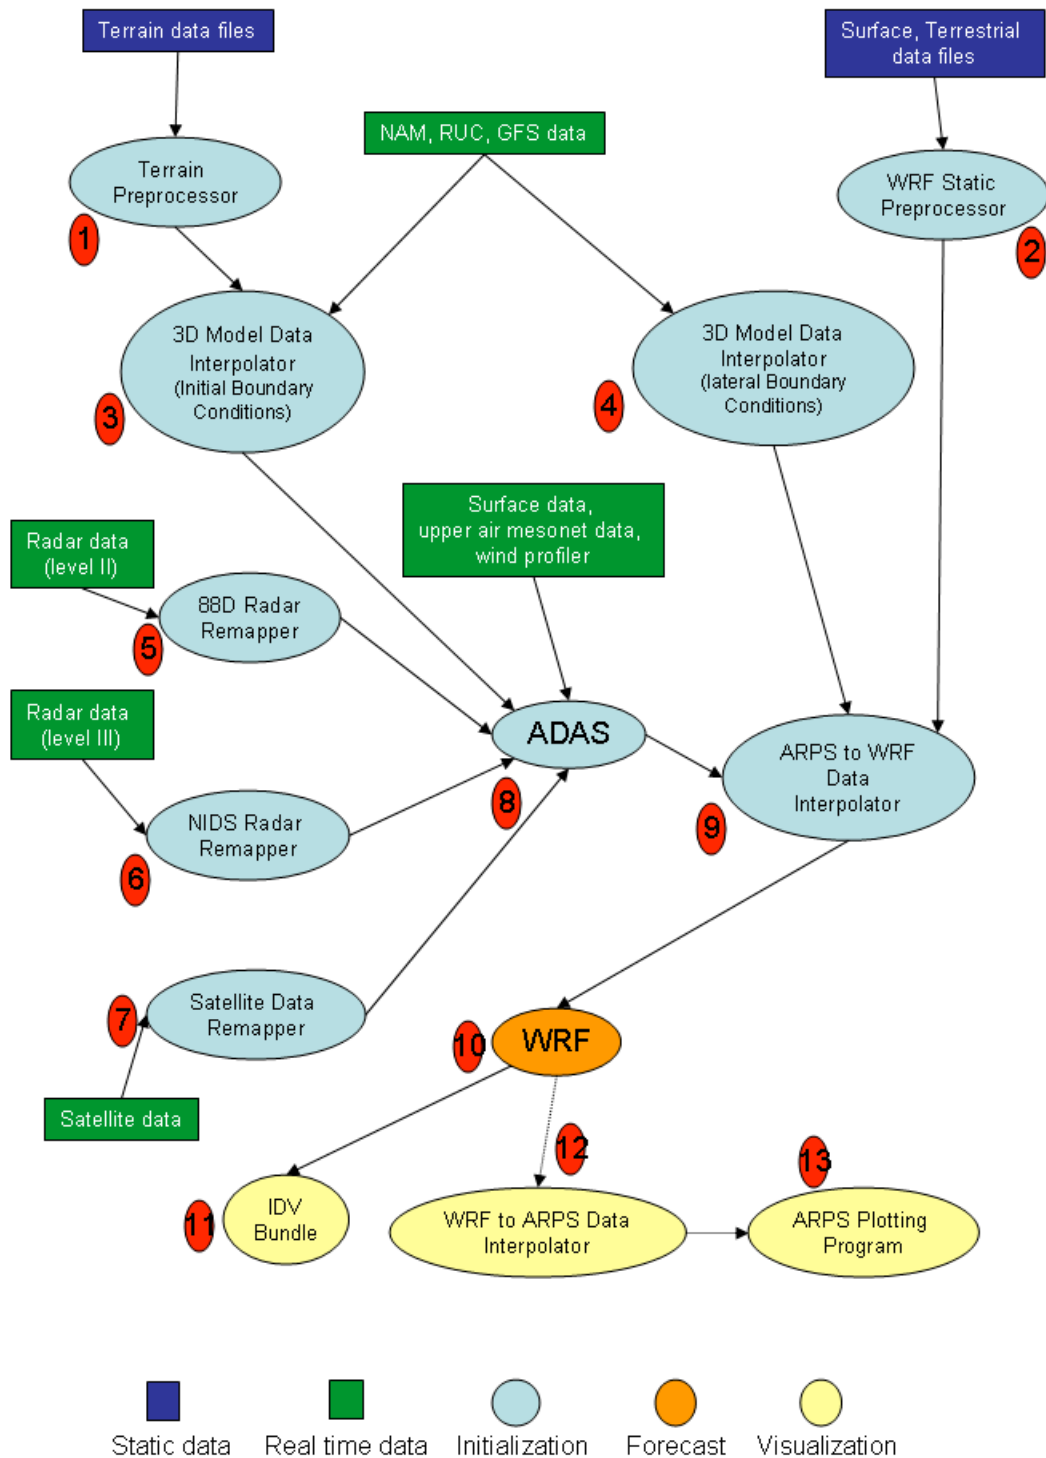 Terrain data files
Surface, Terrestrial
data files
NAM, RUC, GFS data
Terrain
Preprocessor
WRF Static
Preprocessor
1
2
3D Model Data
Interpolator
(Initial Boundary
Conditions)
3D Model Data
Interpolator
(lateral Boundary
Conditions)
3
4
Surface data,
upper air mesonet data,
wind profiler
Radar data
(level II)
88D Radar
Remapper
5
Radar data
(level III)
ADAS
ARPS to WRF
Data
Interpolator
8
9
NIDS Radar
Remapper
6
Satellite Data
Remapper
7
WRF
10
Satellite data
12
13
IDV
Bundle
11
WRF to ARPS Data
Interpolator
ARPS Plotting
Program
Static data
Real time data
Initialization
Forecast
Visualization